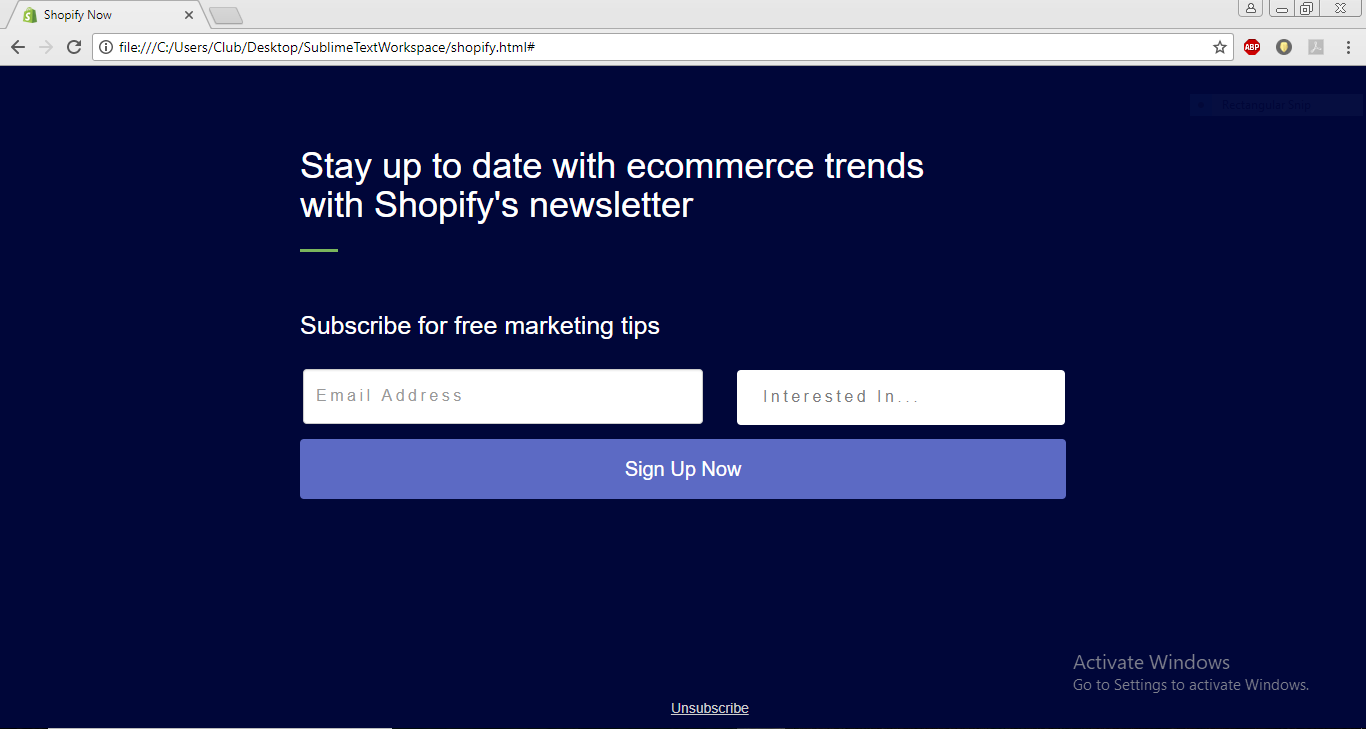 Shopify Now
file:///C:/Users/Club/Desktop/SublimeTextWorkspace/shopify.html#
ABP
Rectangular Snip
Stay up to date with ecommerce trends
with Shopify's newsletter
Subscribe for free marketing tips
Email Address
Interested In...
Sign Up Now
Activate Windows
Go to Settings to activate Windows.
Unsubscribe